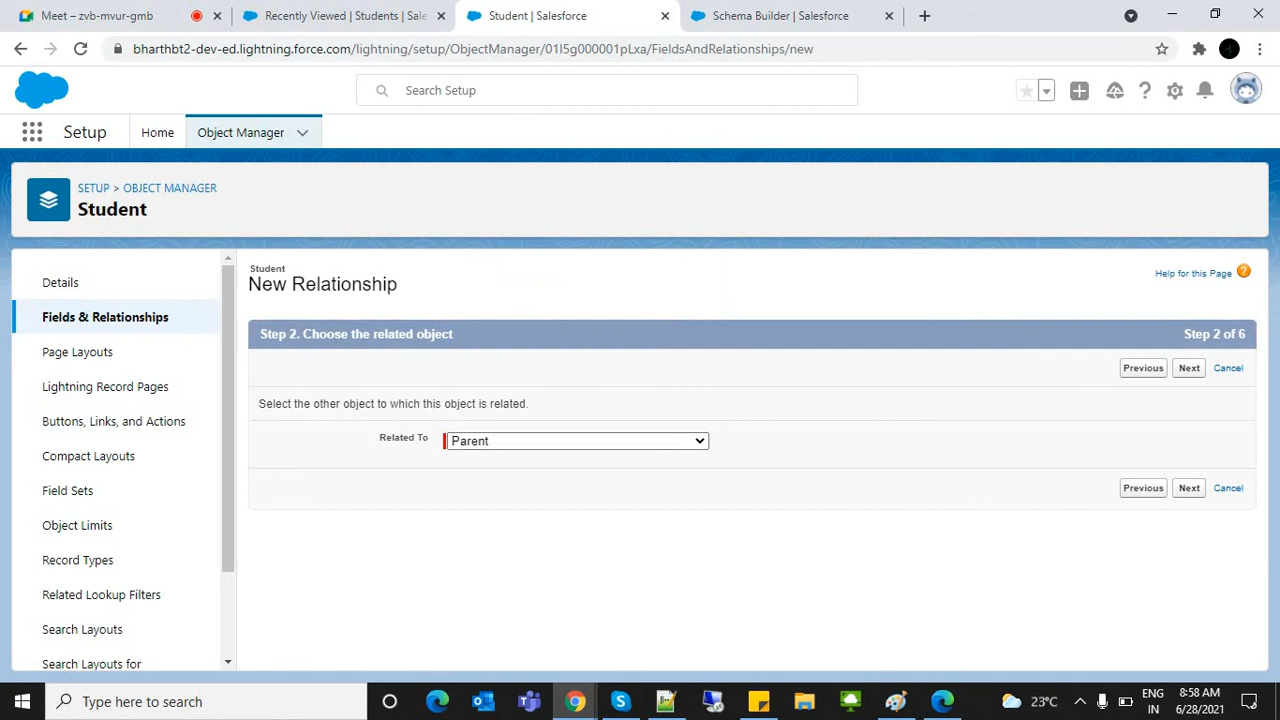 Meet – zvb-mvur-gmb
Recently Viewed | Students | Sale
Student | Salesforce
Schema Builder | Salesforce
bharthbt2-dev-ed.lightning.force.com/lightning/setup/ObjectManager/01I5g000001pLxa/FieldsAndRelationships/new
Search Setup
Setup
Home
Object Manager
SETUP > OBJECT MANAGER
Student
Details
Fields & Relationships
Page Layouts
Lightning Record Pages
Buttons, Links, and Actions
Compact Layouts
Field Sets
Object Limits
Record Types
Related Lookup Filters
Search Layouts
Search Layouts for
Student
New Relationship
Help for this Page
Step 2. Choose the related object
Step 2 of 6
Previous Next Cancel
Select the other object to which this object is related.
Related To Parent
Previous Next Cancel
Type here to search
23°C
ENG
IN
8:58 AM
6/28/2021